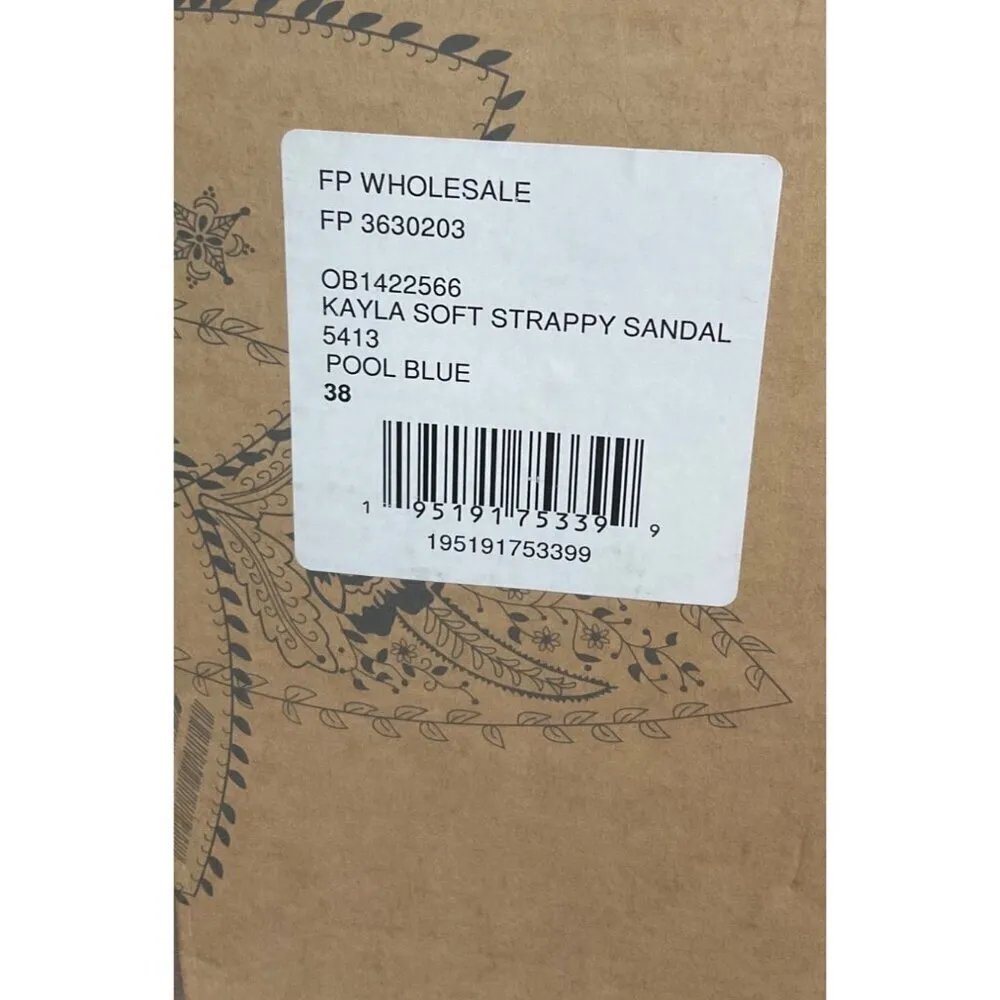 FP WHOLESALE
FP 3630203
OB1422566
KAYLA SOFT STRAPPY SANDAL
5413
POOL BLUE
38
1 95191 75339 9
195191753399